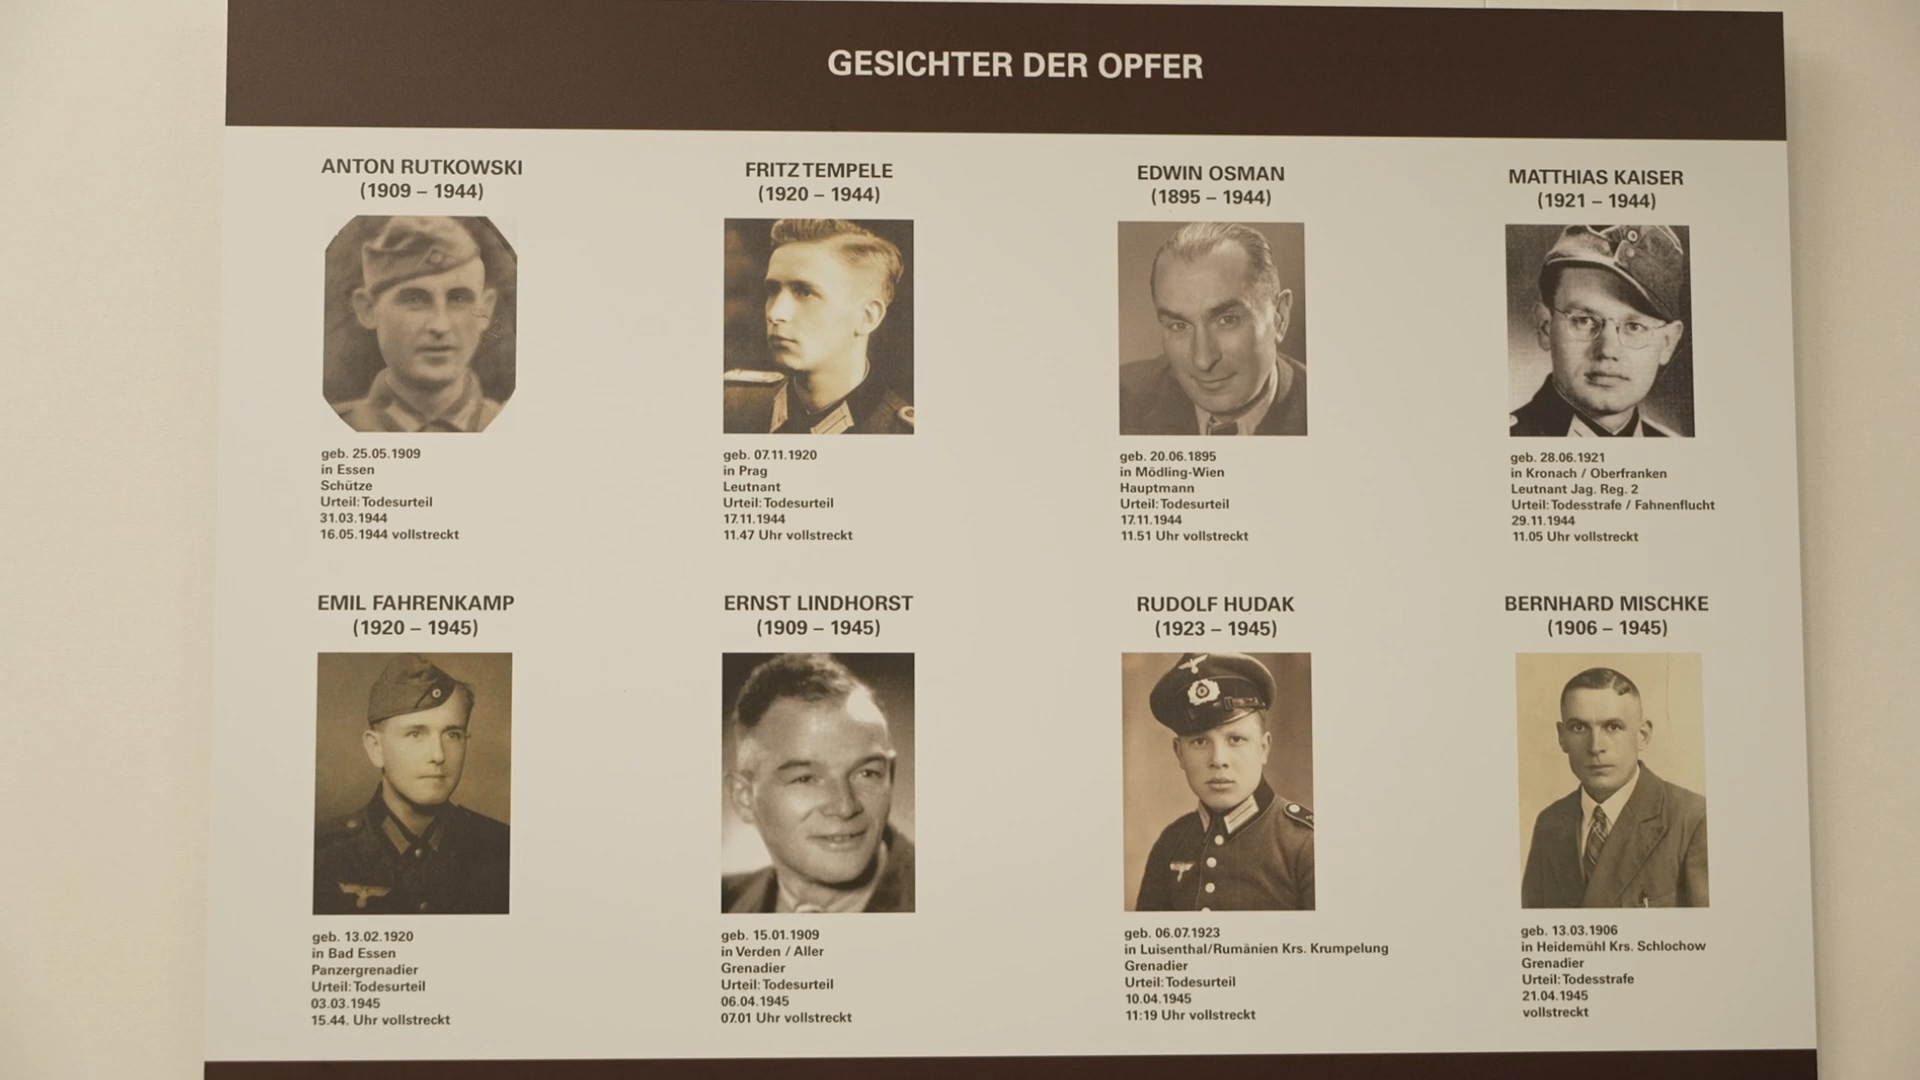 GESICHTER DER OPFER
ANTON RUTKOWSKI
(1909 – 1944)
geb. 25.05.1909
in Essen
Schütze
Urteil: Todesurteil
31.03.1944
16.05.1944 vollstreckt
FRITZ TEMPELE
(1920 – 1944)
geb. 07.11.1920
in Prag
Leutnant
Urteil: Todesurteil
17.11.1944
11.47 Uhr vollstreckt
EDWIN OSMAN
(1895 – 1944)
geb. 20.06.1895
in Mödling-Wien
Hauptmann
Urteil: Todesurteil
17.11.1944
11.51 Uhr vollstreckt
MATTHIAS KAISER
(1921 – 1944)
geb. 28.06.1921
in Kronach / Oberfranken
Leutnant Jag. Reg. 2
Urteil: Todesstrafe / Fahnenflucht
29.11.1944
11.05 Uhr vollstreckt
EMIL FAHRENKAMP
(1920 – 1945)
geb. 13.02.1920
in Bad Essen
Panzergrenadier
Urteil: Todesurteil
03.03.1945
15.44. Uhr vollstreckt
ERNST LINDHORST
(1909 – 1945)
geb. 15.01.1909
in Verden / Aller
Grenadier
Urteil: Todesurteil
06.04.1945
07.01 Uhr vollstreckt
RUDOLF HUDAK
(1923 – 1945)
geb. 06.07.1923
in Luisenthal/Rumänien Krs. Krumpelung
Grenadier
Urteil: Todesurteil
10.04.1945
11:19 Uhr vollstreckt
BERNHARD MISCHKE
(1906 – 1945)
geb. 13.03.1906
in Heidemühl Krs. Schlochow
Grenadier
Urteil: Todesstrafe
21.04.1945
vollstreckt